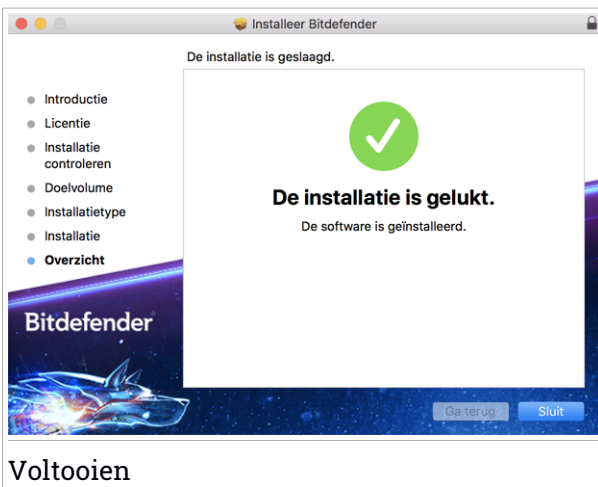 Installeer Bitdefender
De installatie is geslaagd.
Introductie
Licentie
Installatie
controleren
Doelvolume
Installatietype
Installatie
Overzicht
De installatie is gelukt.
De software is geïnstalleerd.
Bitdefender
Ga terug
Sluit
Voltooien